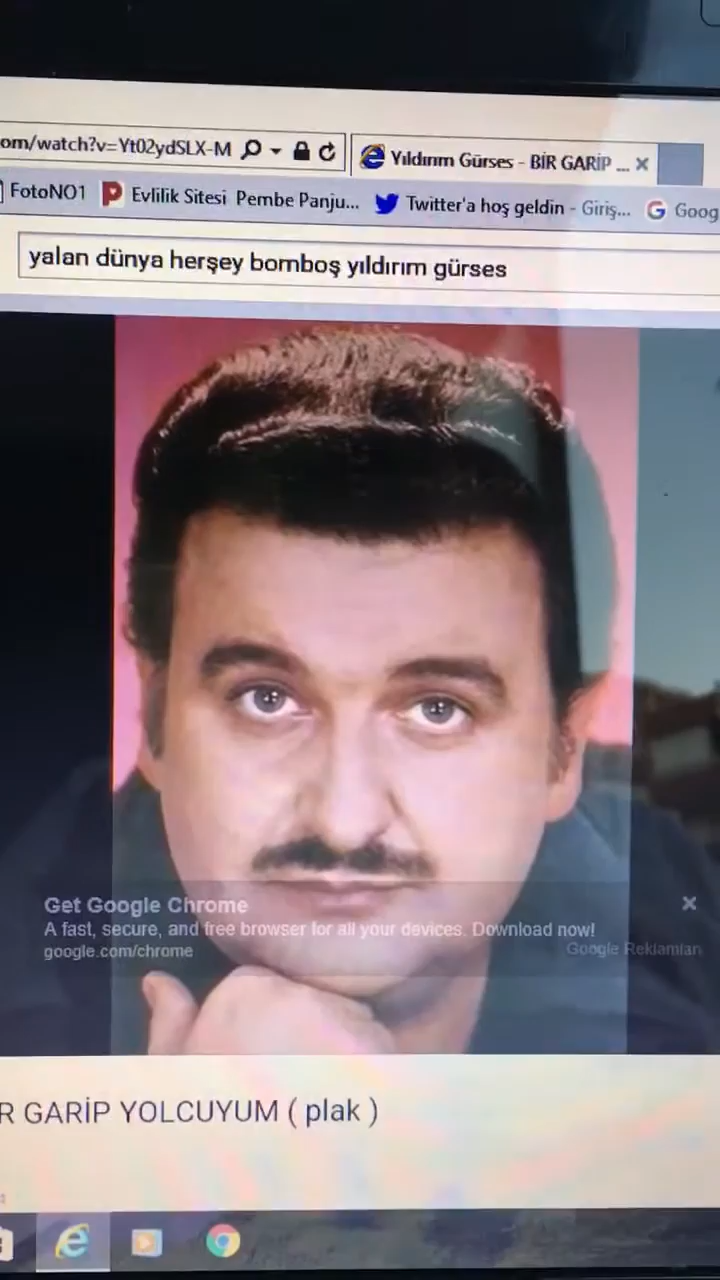 om/watch?v=Yt02ydSLX-M
Yıldırım Gürses - BİR GARİP ...
FotoNO1 Evlilik Sitesi Pembe Panju... Twitter'a hoş geldin - Giriş... Goog
yalan dünya herşey bomboş yıldırım gürses
Get Google Chrome
A fast, secure, and free browser for all your devices. Download now!
google.com/chrome
Google Reklamları
R GARİP YOLCUYUM ( plak )